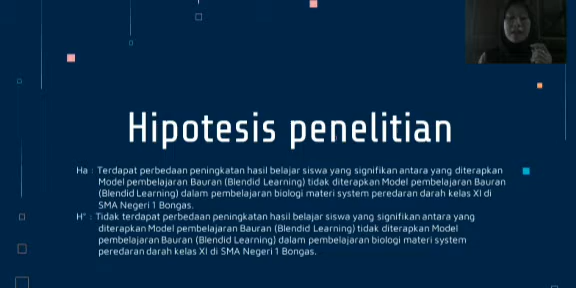 Hipotesis penelitian
Ha : Terdapat perbedaan peningkatan hasil belajar siswa yang signifikan antara yang diterapkan
Model pembelajaran Bauran (Blendid Learning) tidak diterapkan Model pembelajaran Bauran
(Blendid Learning) dalam pembelajaran biologi materi system peredaran darah kelas XI di
SMA Negeri 1 Bongas.
H° : Tidak terdapat perbedaan peningkatan hasil belajar siswa yang signifikan antara yang
diterapkan Model pembelajaran Bauran (Blendid Learning) tidak diterapkan Model
pembelajaran Bauran (Blendid Learning) dalam pembelajaran biologi materi system
peredaran darah kelas XI di SMA Negeri 1 Bongas.